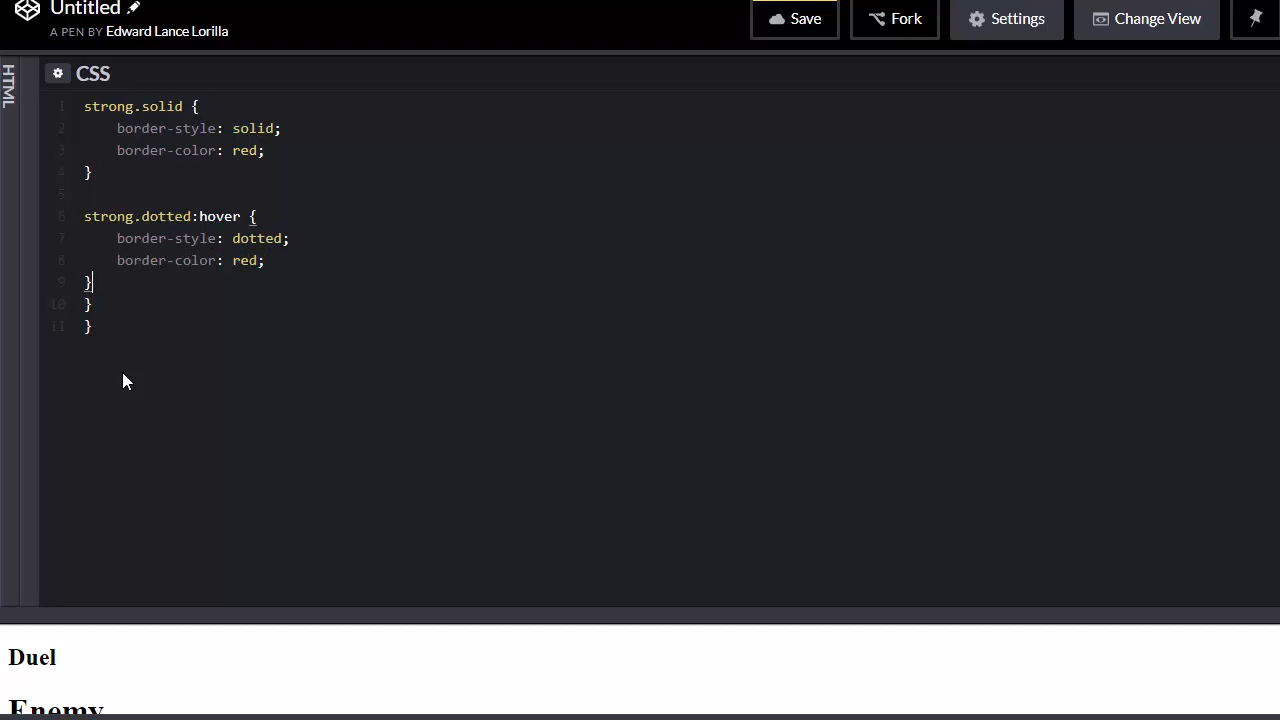 Untitled
A PEN BY Edward Lance Lorilla
Save
Fork
Settings
Change View
HTML
CSS
1 strong.solid {
2 border-style: solid;
3 border-color: red;
4 }
5
6 strong.dotted:hover {
7 border-style: dotted;
8 border-color: red;
9 }
10 }
11 }
Duel
Enemy